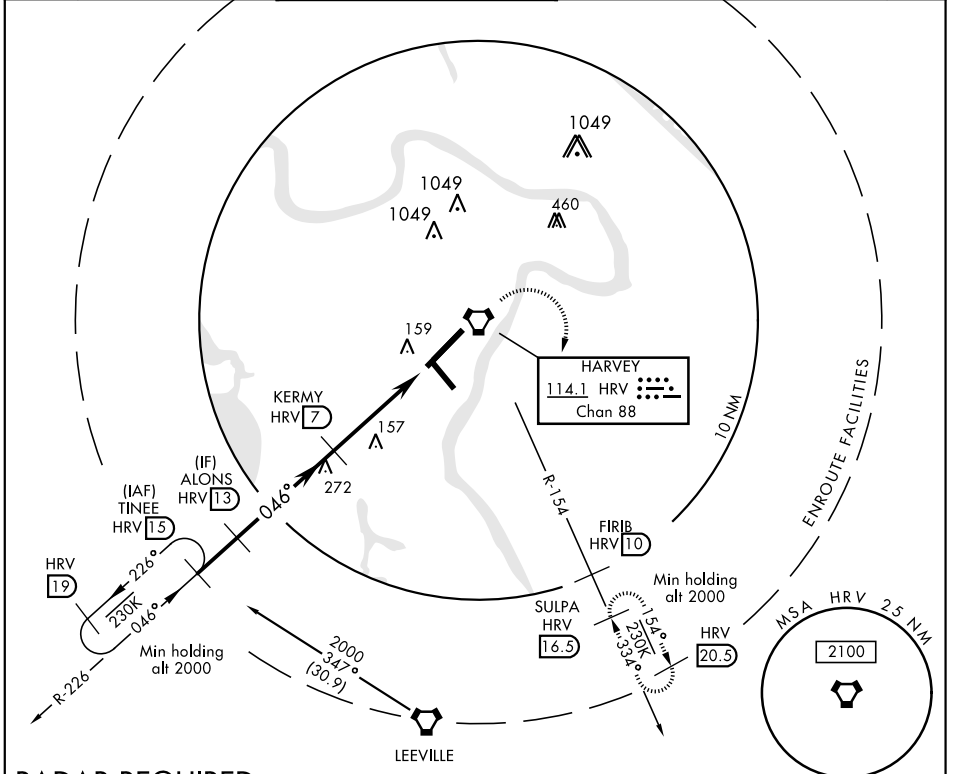 1049
1049
1049
460
159
HARVEY
114.1 HRV
Chan 88
KERMY
HRV 7
157
272
10 NM
ENROUTE FACILITIES
(IF)
ALONS
HRV 13
046°
(IAF)
TINEE
HRV 15
R-154
FIRIB
HRV 10
HRV
19
226°
230K
046°
Min holding
alt 2000
R-226
2000
347°
(30.9)
LEEVILLE
SULPA
HRV
16.5
Min holding
alt 2000
154°
230K
334°
HRV
20.5
MSA HRV 25 NM
2100
RADAR REQUIRED